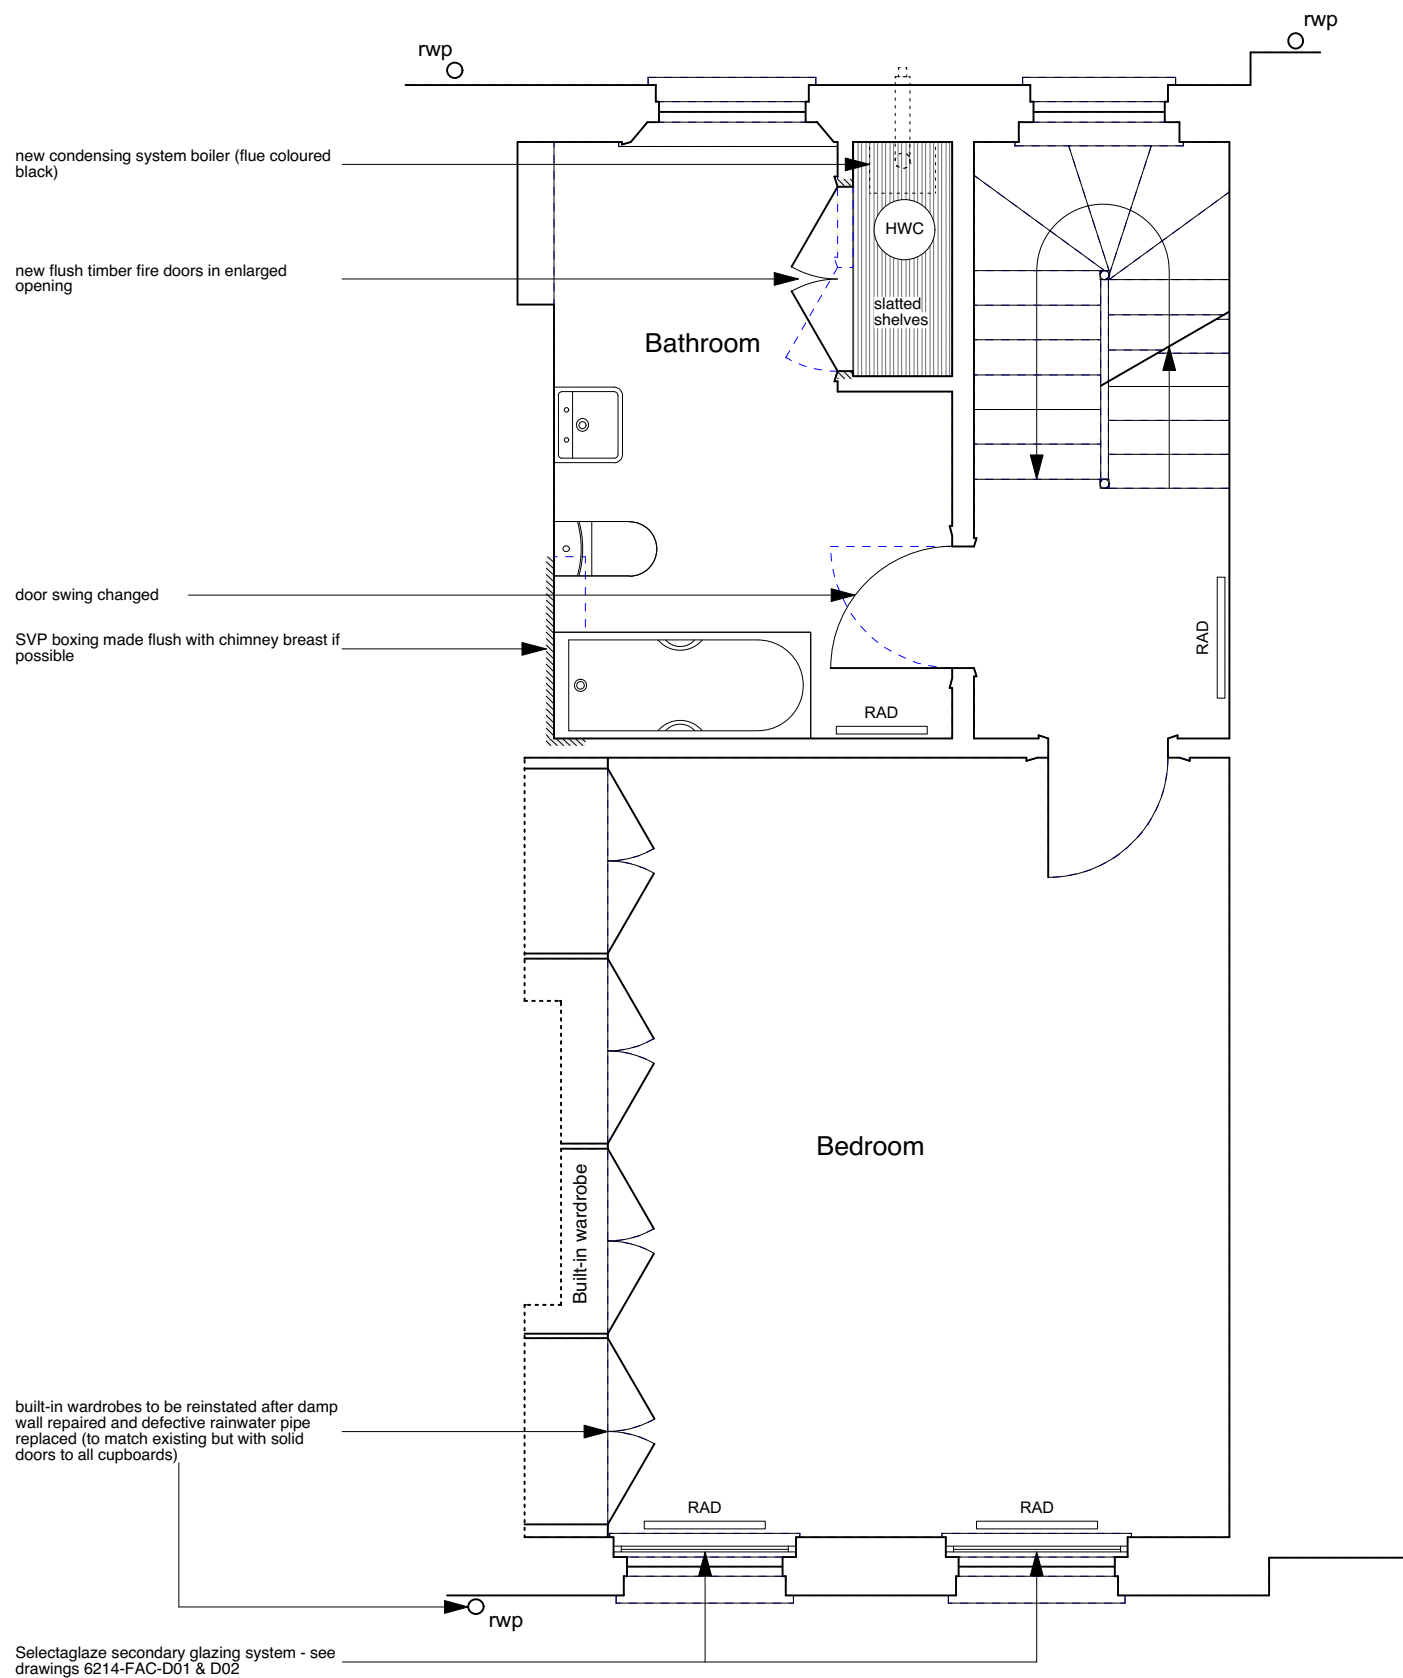 rwp
rwp
new condensing system boiler (flue coloured
black)
HWC
new flush timber fire doors in enlarged
opening
slatted
shelves
Bathroom
door swing changed
SVP boxing made flush with chimney breast if
possible
RAD
RAD
Bedroom
Built-in wardrobe
built-in wardrobes to be reinstated after damp
wall repaired and defective rainwater pipe
replaced (to match existing but with solid
doors to all cupboards)
RAD
RAD
rwp
Selectaglaze secondary glazing system - see
drawings 6214-FAC-D01 & D02